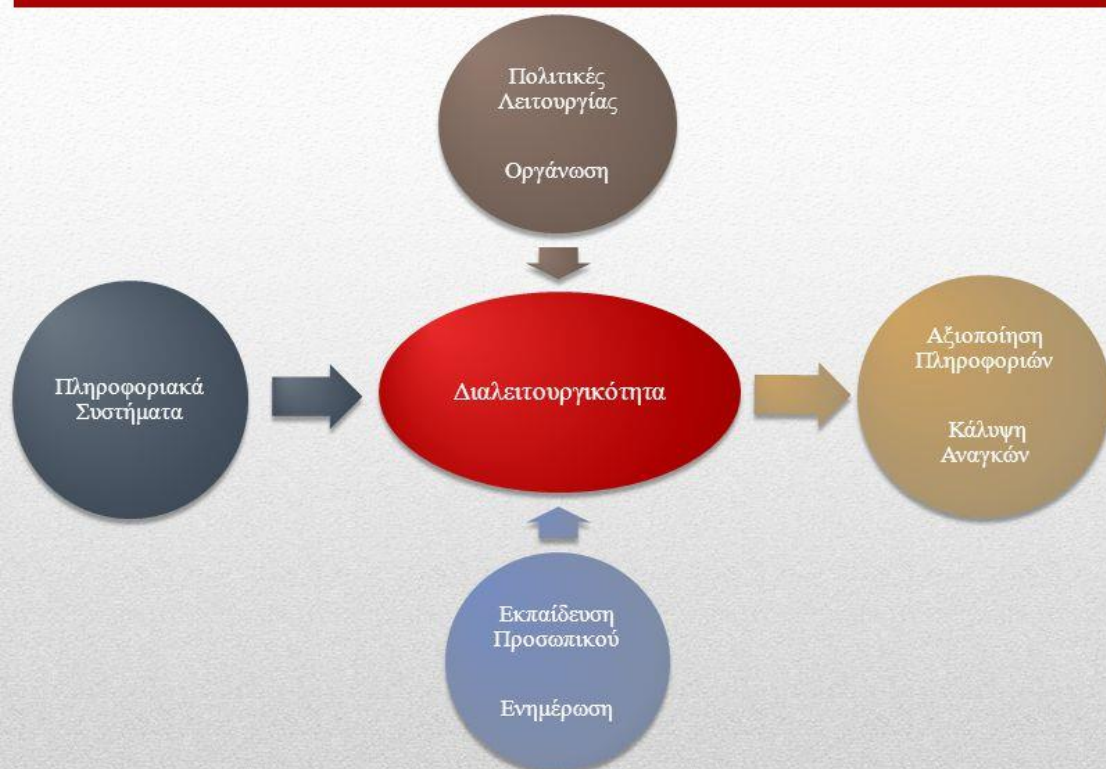 Πολιτικές
Λειτουργίας
Οργάνωση
Πληροφοριακά
Συστήματα
Διαλειτουργικότητα
Αξιοποίηση
Πληροφοριών
Κάλυψη
Αναγκών
Εκπαίδευση
Προσωπικού
Ενημέρωση